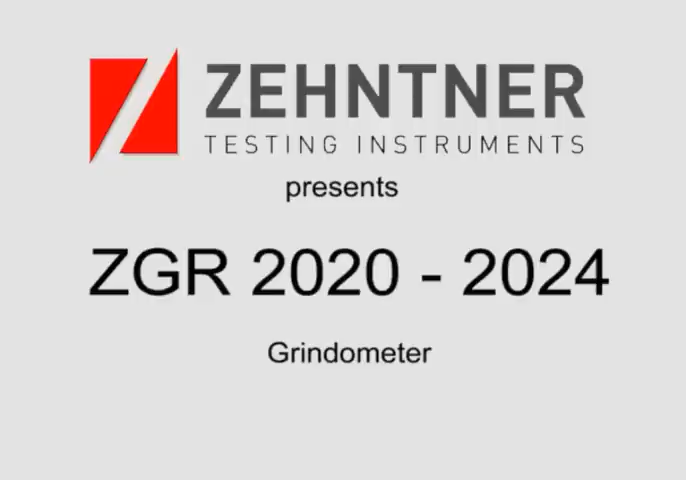 ZEHNTNER
TESTING INSTRUMENTS
presents
ZGR 2020 - 2024
Grindometer